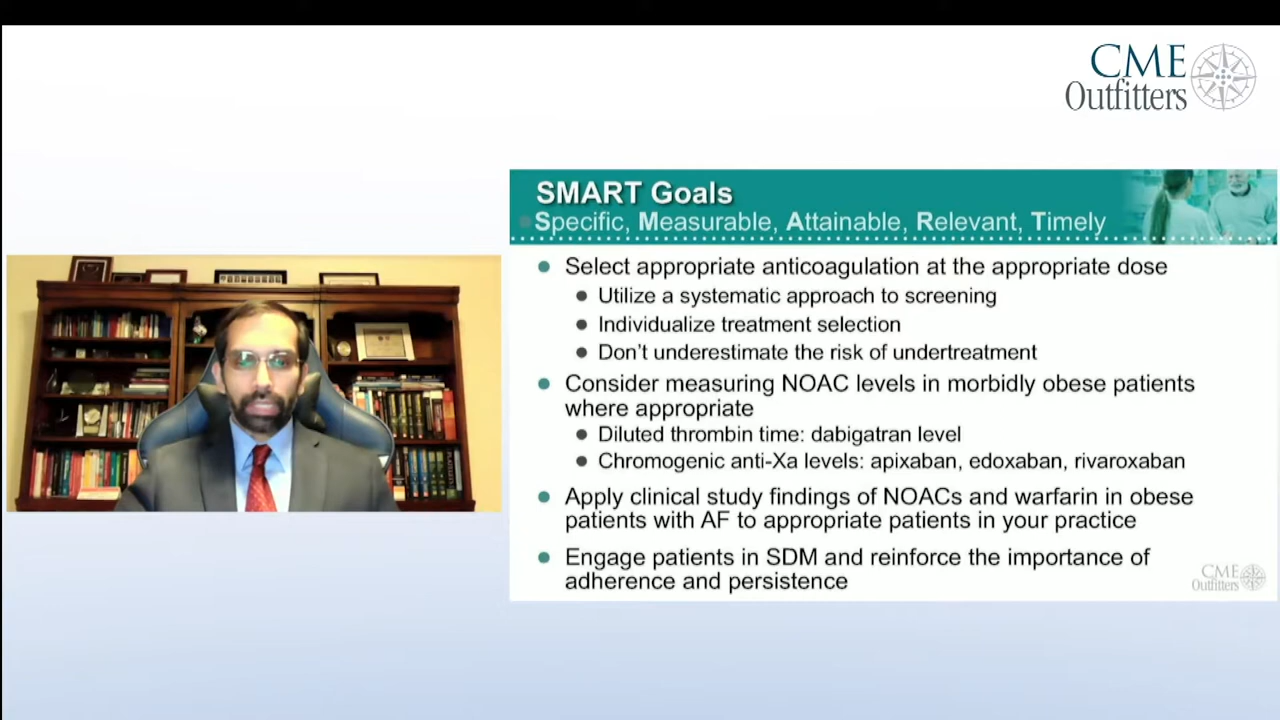 CME
Outfitters
SMART Goals
Specific, Measurable, Attainable, Relevant, Timely
Select appropriate anticoagulation at the appropriate dose
Utilize a systematic approach to screening
Individualize treatment selection
Don't underestimate the risk of undertreatment
Consider measuring NOAC levels in morbidly obese patients
where appropriate
Diluted thrombin time: dabigatran level
Chromogenic anti-Xa levels: apixaban, edoxaban, rivaroxaban
Apply clinical study findings of NOACs and warfarin in obese
patients with AF to appropriate patients in your practice
Engage patients in SDM and reinforce the importance of
adherence and persistence
CME
Outfitters